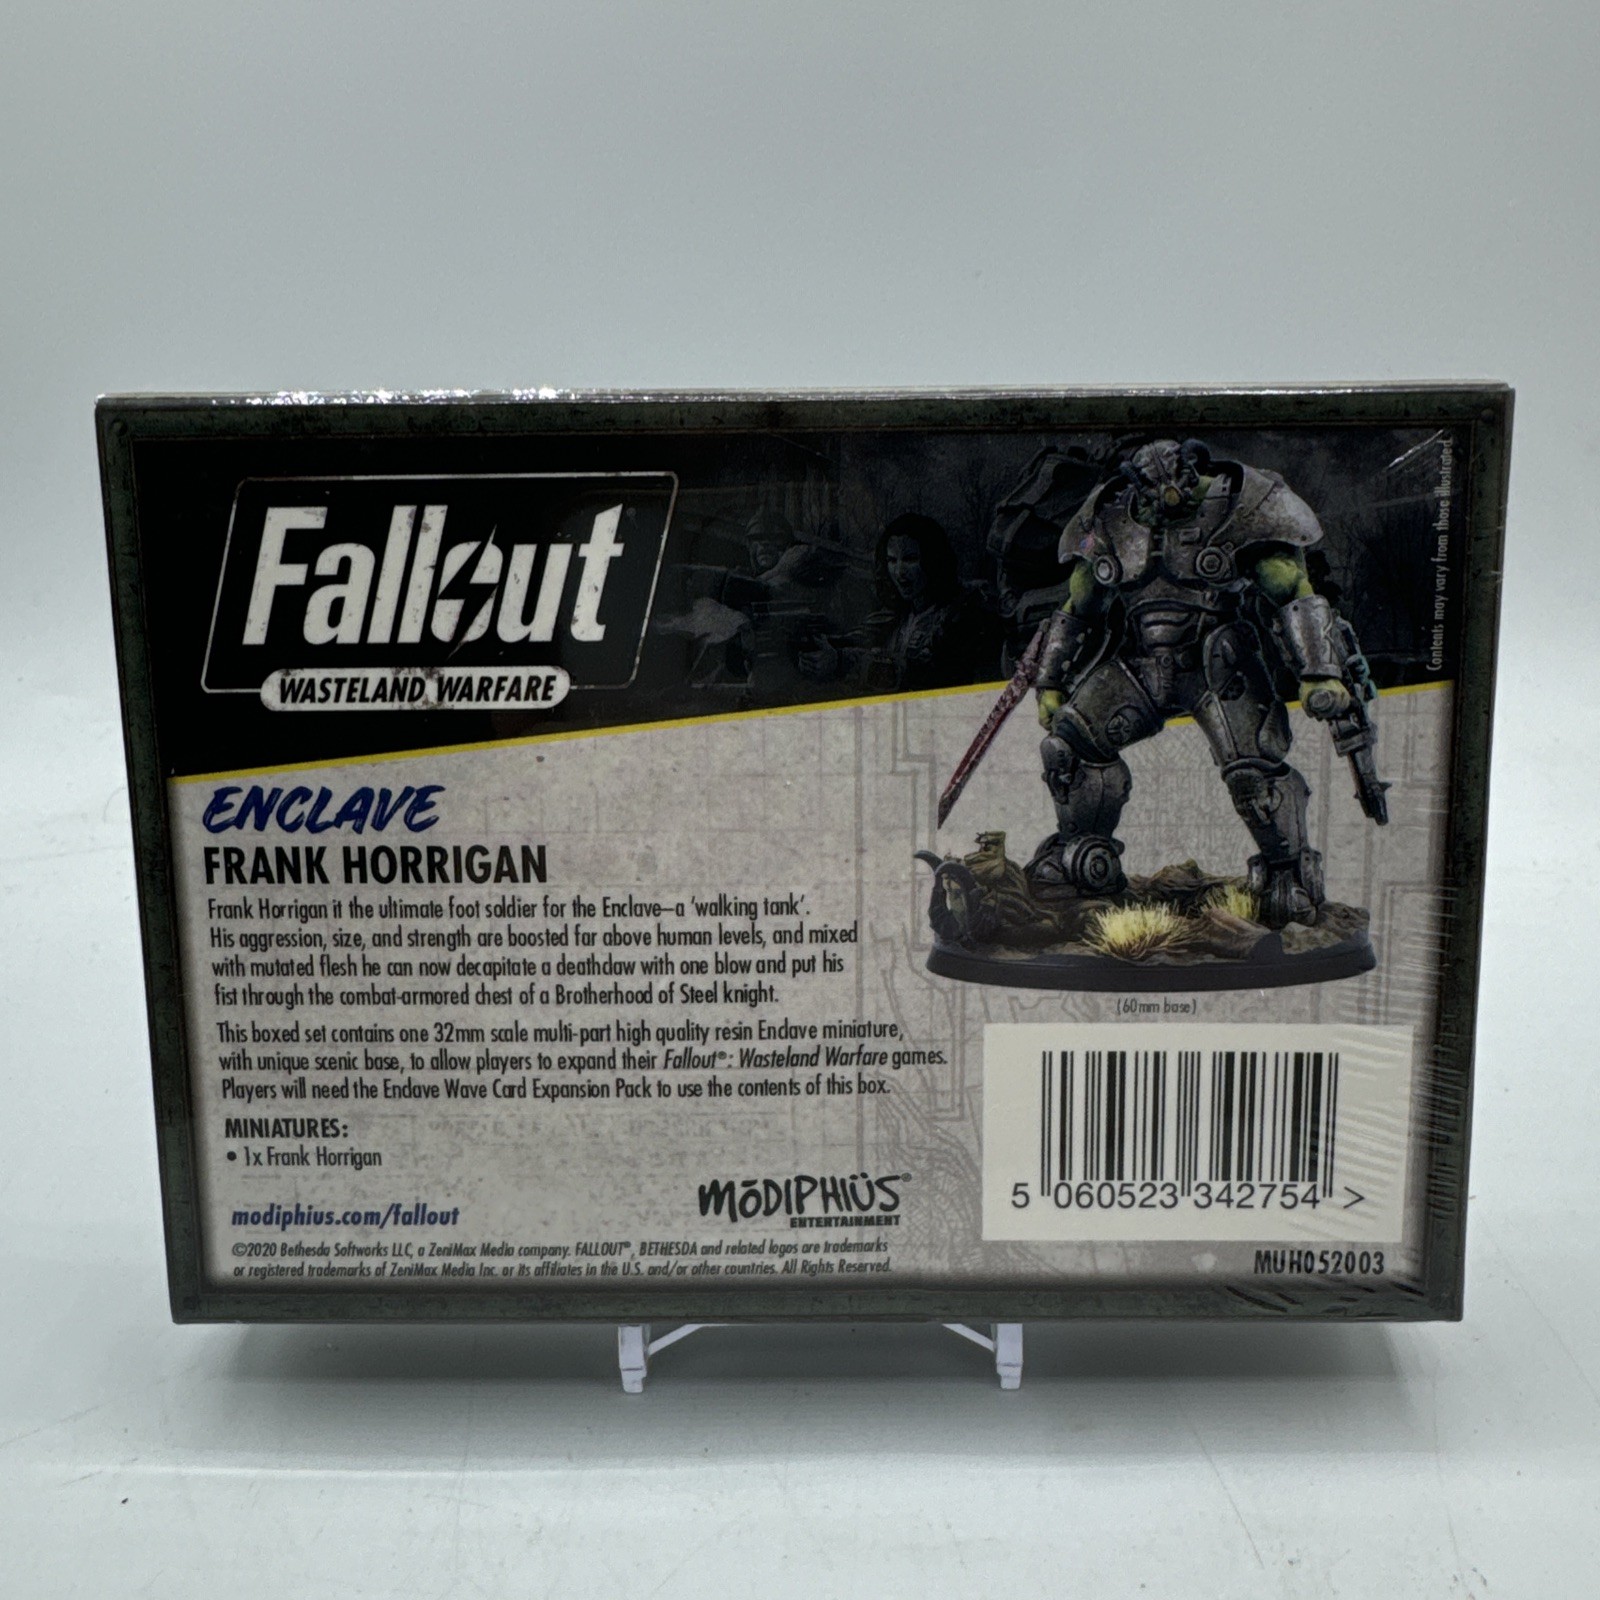 Fallout
WASTELAND WARFARE
Contents may vary from those illustrated.
ENCLAVE
FRANK HORRIGAN
Frank Horrigan it the ultimate foot soldier for the Enclave—a 'walking tank'.
His aggression, size, and strength are boosted far above human levels, and mixed
with mutated flesh he can now decapitate a deathclaw with one blow and put his
fist through the combat-armored chest of a Brotherhood of Steel knight.
This boxed set contains one 32mm scale multi-part high quality resin Enclave miniature,
with unique scenic base, to allow players to expand their Fallout®: Wasteland Warfare games.
Players will need the Enclave Wave Card Expansion Pack to use the contents of this box.
MINIATURES:
• 1x Frank Horrigan
(60mm base)
modiphius.com/fallout
MŌDIPHIÜS®
ENTERTAINMENT
©2020 Bethesda Softworks LLC, a ZeniMax Media company. FALLOUT®, BETHESDA and related logos are trademarks
or registered trademarks of ZeniMax Media Inc. or its affiliates in the U.S. and/or other countries. All Rights Reserved.
5 060523 342754 >
MUH052003